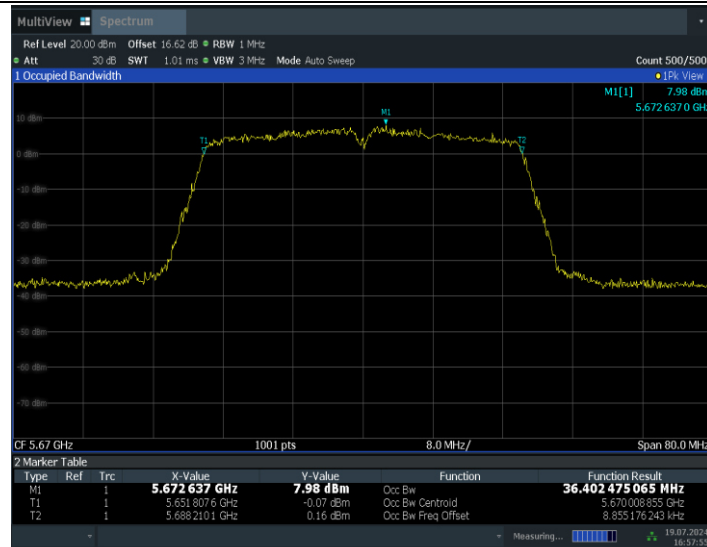 MultiView Spectrum
Ref Level 20.00 dBm Offset 16.62 dB RBW 1 MHz
Att 30 dB SWT 1.01 ms VBW 3 MHz Mode Auto Sweep Count 500/500
1 Occupied Bandwidth 1Pk View
M1[1] 7.98 dBm
5.672 637 0 GHz
M1
10 dBm
T1 T2
0 dBm
-10 dBm
-20 dBm
-30 dBm
-40 dBm
-50 dBm
-60 dBm
-70 dBm
CF 5.67 GHz 1001 pts 8.0 MHz/ Span 80.0 MHz
2 Marker Table
Type Ref Trc X-Value Y-Value Function Function Result
M1 1 5.672 637 GHz 7.98 dBm Occ Bw 36.402 475 065 MHz
T1 1 5.651 807 6 GHz -0.07 dBm Occ Bw Centroid 5.670 008 855 GHz
T2 1 5.688 210 1 GHz 0.16 dBm Occ Bw Freq Offset 8.855 176 243 kHz
Measuring... 19.07.2024
16:57:55